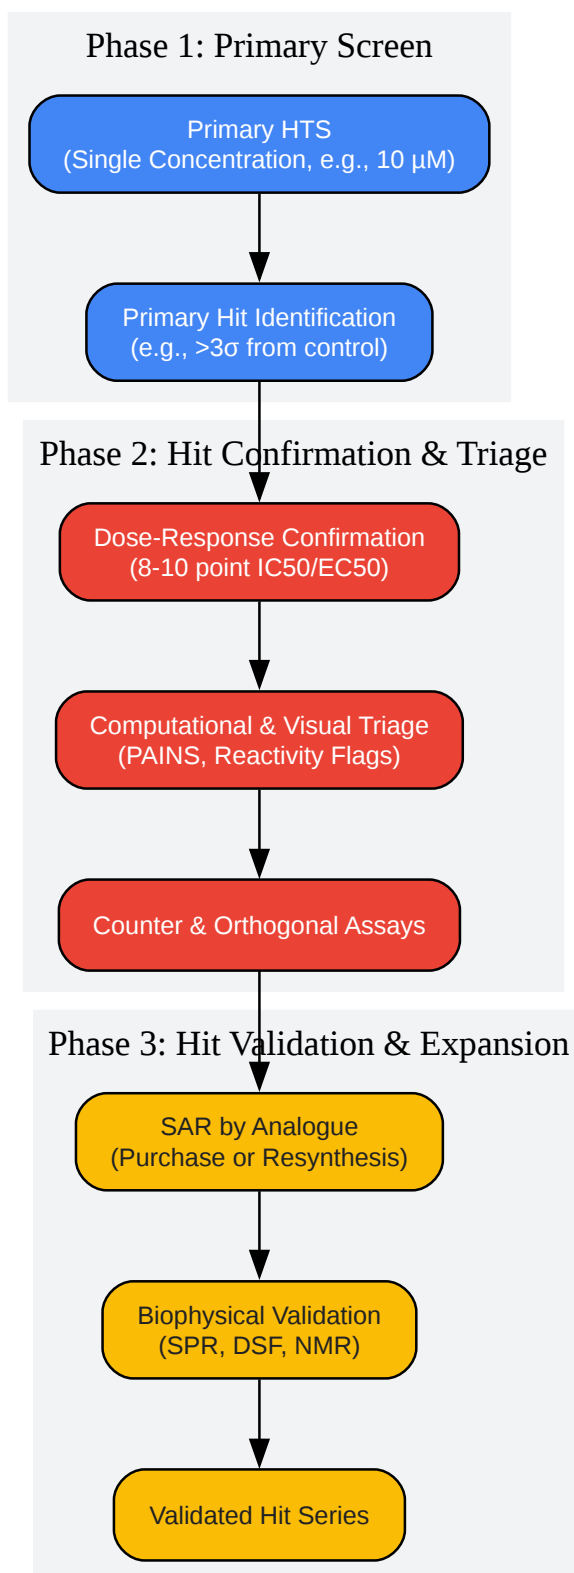 Phase 1: Primary Screen
Primary HTS
(Single Concentration, e.g., 10 µM)
Primary Hit Identification
(e.g., >3σ from control)
Phase 2: Hit Confirmation & Triage
Dose-Response Confirmation
(8-10 point IC50/EC50)
Computational & Visual Triage
(PAINS, Reactivity Flags)
Counter & Orthogonal Assays
Phase 3: Hit Validation & Expansion
SAR by Analogue
(Purchase or Resynthesis)
Biophysical Validation
(SPR, DSF, NMR)
Validated Hit Series